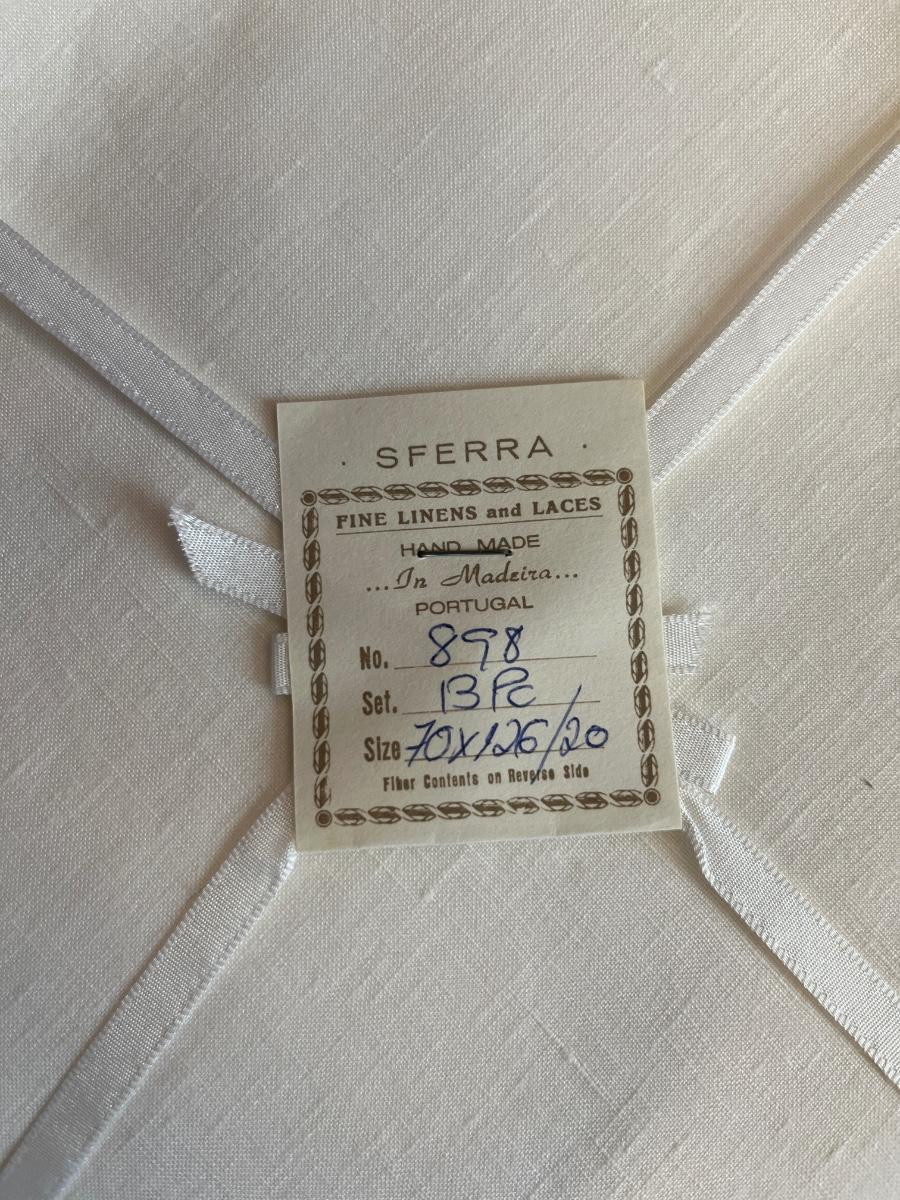 · SFERRA ·
FINE LINENS and LACES
HAND MADE
...In Madeira...
PORTUGAL
No. 898
Set. 13 Pc
Size 70X126/20
Fiber Contents on Reverse Side